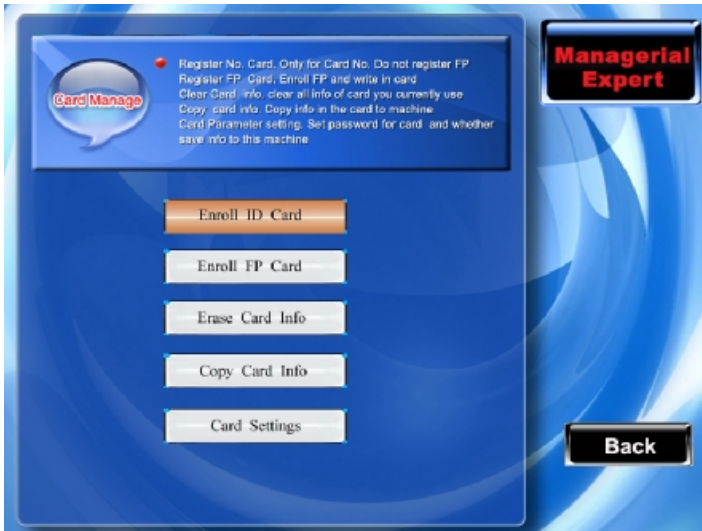 Card Manage
Register No. Card, Only for Card No. Do not register FP
Register FP Card, Enroll FP and write in card
Clear Card info, clear all info of card you currently use
Copy card info. Copy info in the card to machine
Card Parameter setting, Set password for card and whether
save info to this machine
Managerial
Expert
Enroll ID Card
Enroll FP Card
Erase Card Info
Copy Card Info
Card Settings
Back